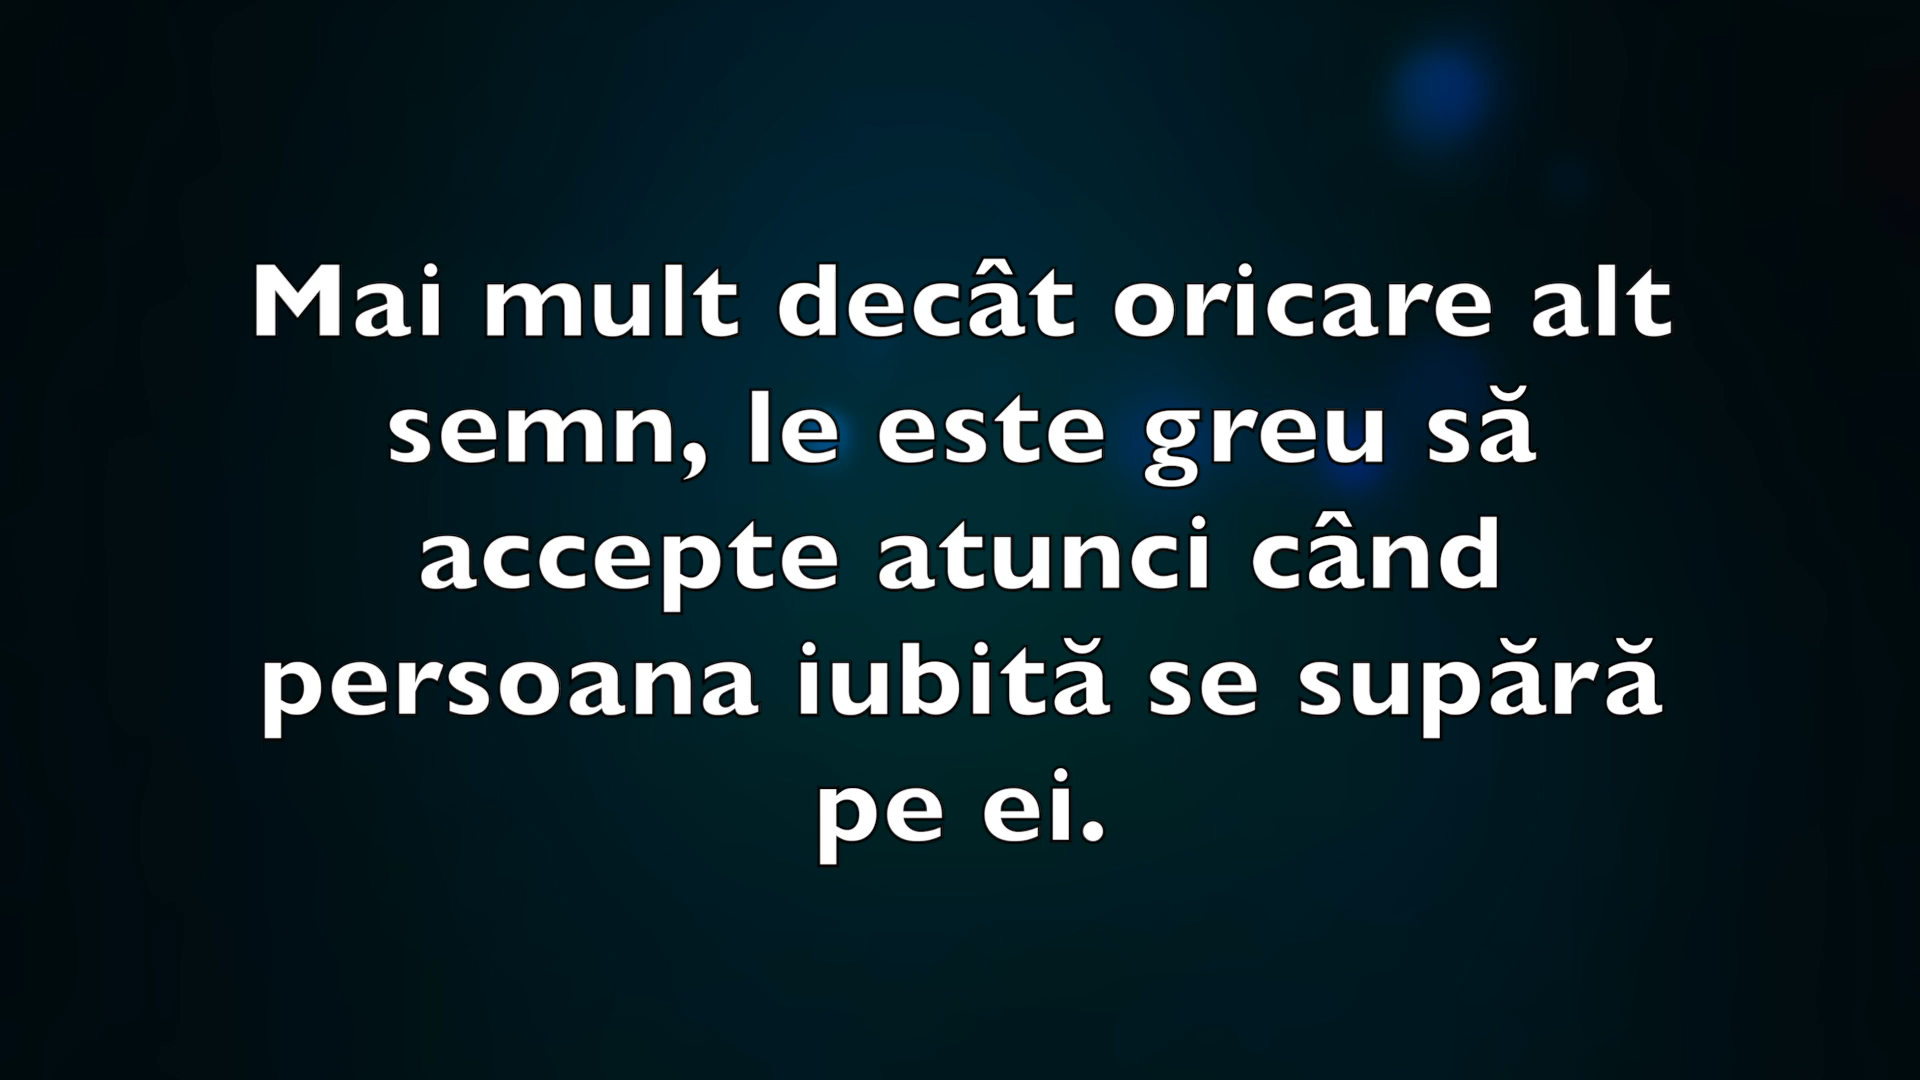 Mai mult decât oricare alt
semn, le este greu să
accepte atunci când
persoana iubită se supără
pe ei.